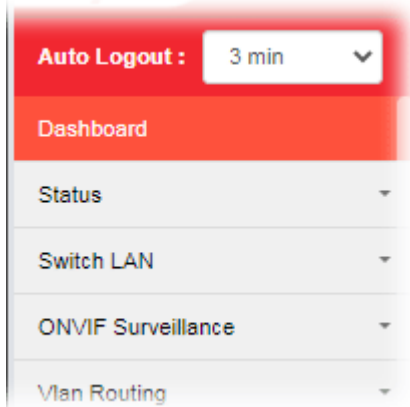 Auto Logout : 3 min
Dashboard
Status
Switch LAN
ONVIF Surveillance
Vlan Routing